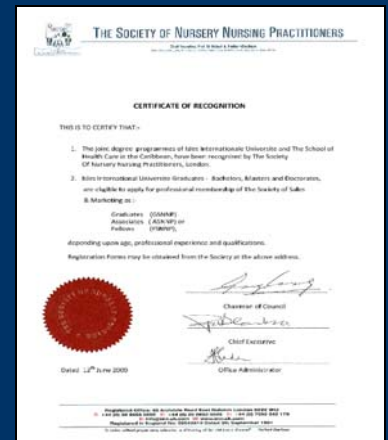 THE SOCIETY OF NURSERY NURSING PRACTITIONERS
CERTIFICATE OF RECOGNITION
THIS IS TO CERTIFY THAT:-
1. The joint degree programmes of Isles Internationale Université and The School of
Health Care in the Caribbean, have been recognized by The Society
Of Nursery Nursing Practitioners, London.
2. Isles International Université Graduates - Bachelors, Masters and Doctorates,
are eligible to apply for professional membership of The Society of Sales
& Marketing as :-
Graduates (GSNNP)
Associates (ASNNP) or
Fellows (FSNNP),
depending upon age, professional experience and qualifications.
Registration Forms may be obtained from the Society at the above address.
Chairman of Council
Chief Executive
Dated 12th June 2009
Office Administrator